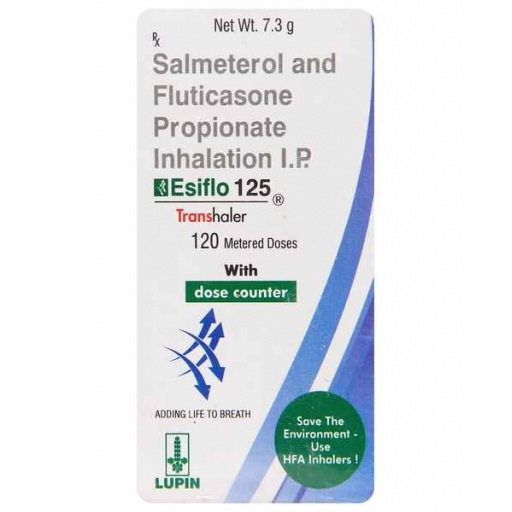 Net Wt. 7.3 g
Rx
Salmeterol and
Fluticasone
Propionate
Inhalation I.P.
Esiflo 125 ®
Transhaler
120 Metered Doses
With
dose counter
ADDING LIFE TO BREATH
LUPIN
Save The
Environment -
Use
HFA Inhalers !